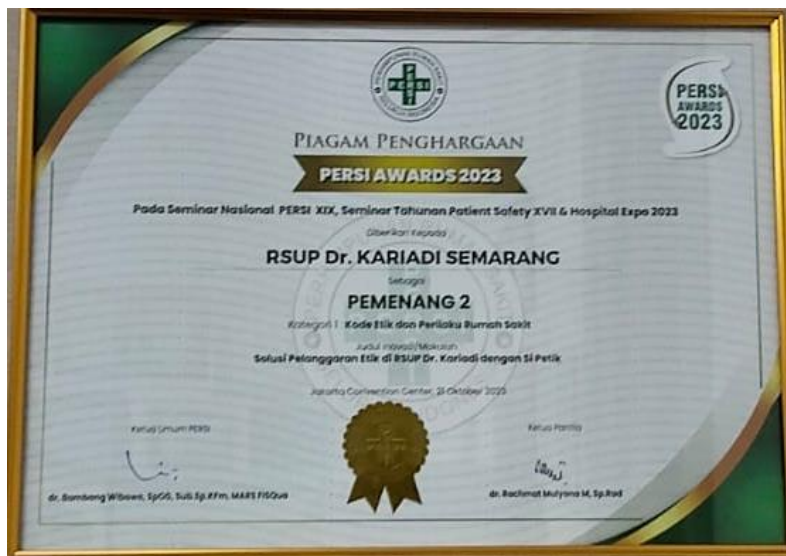 PERSI
PERSI
AWARDS
2023
PIAGAM PENGHARGAAN
PERSI AWARDS 2023
Pada Seminar Nasional PERSI XIX, Seminar Tahunan Patient Safety XVII & Hospital Expo 2023
Diberikan Kepada
RSUP Dr. KARIADI SEMARANG
Sebagai
PEMENANG 2
Kategori 1 Kode Etik dan Perilaku Rumah Sakit
Judul Inovasi/Makalah
Solusi Pelanggaran Etik di RSUP Dr. Kariadi dengan Si Petik
Jakarta Convention Center, 21 Oktober 2023
Ketua Umum PERSI
Ketua Panitia
dr. Bambang Wibowo, SpOG, Sub.Sp.KFm, MARS FISQua
dr. Rachmat Mulyana M, Sp.Rad